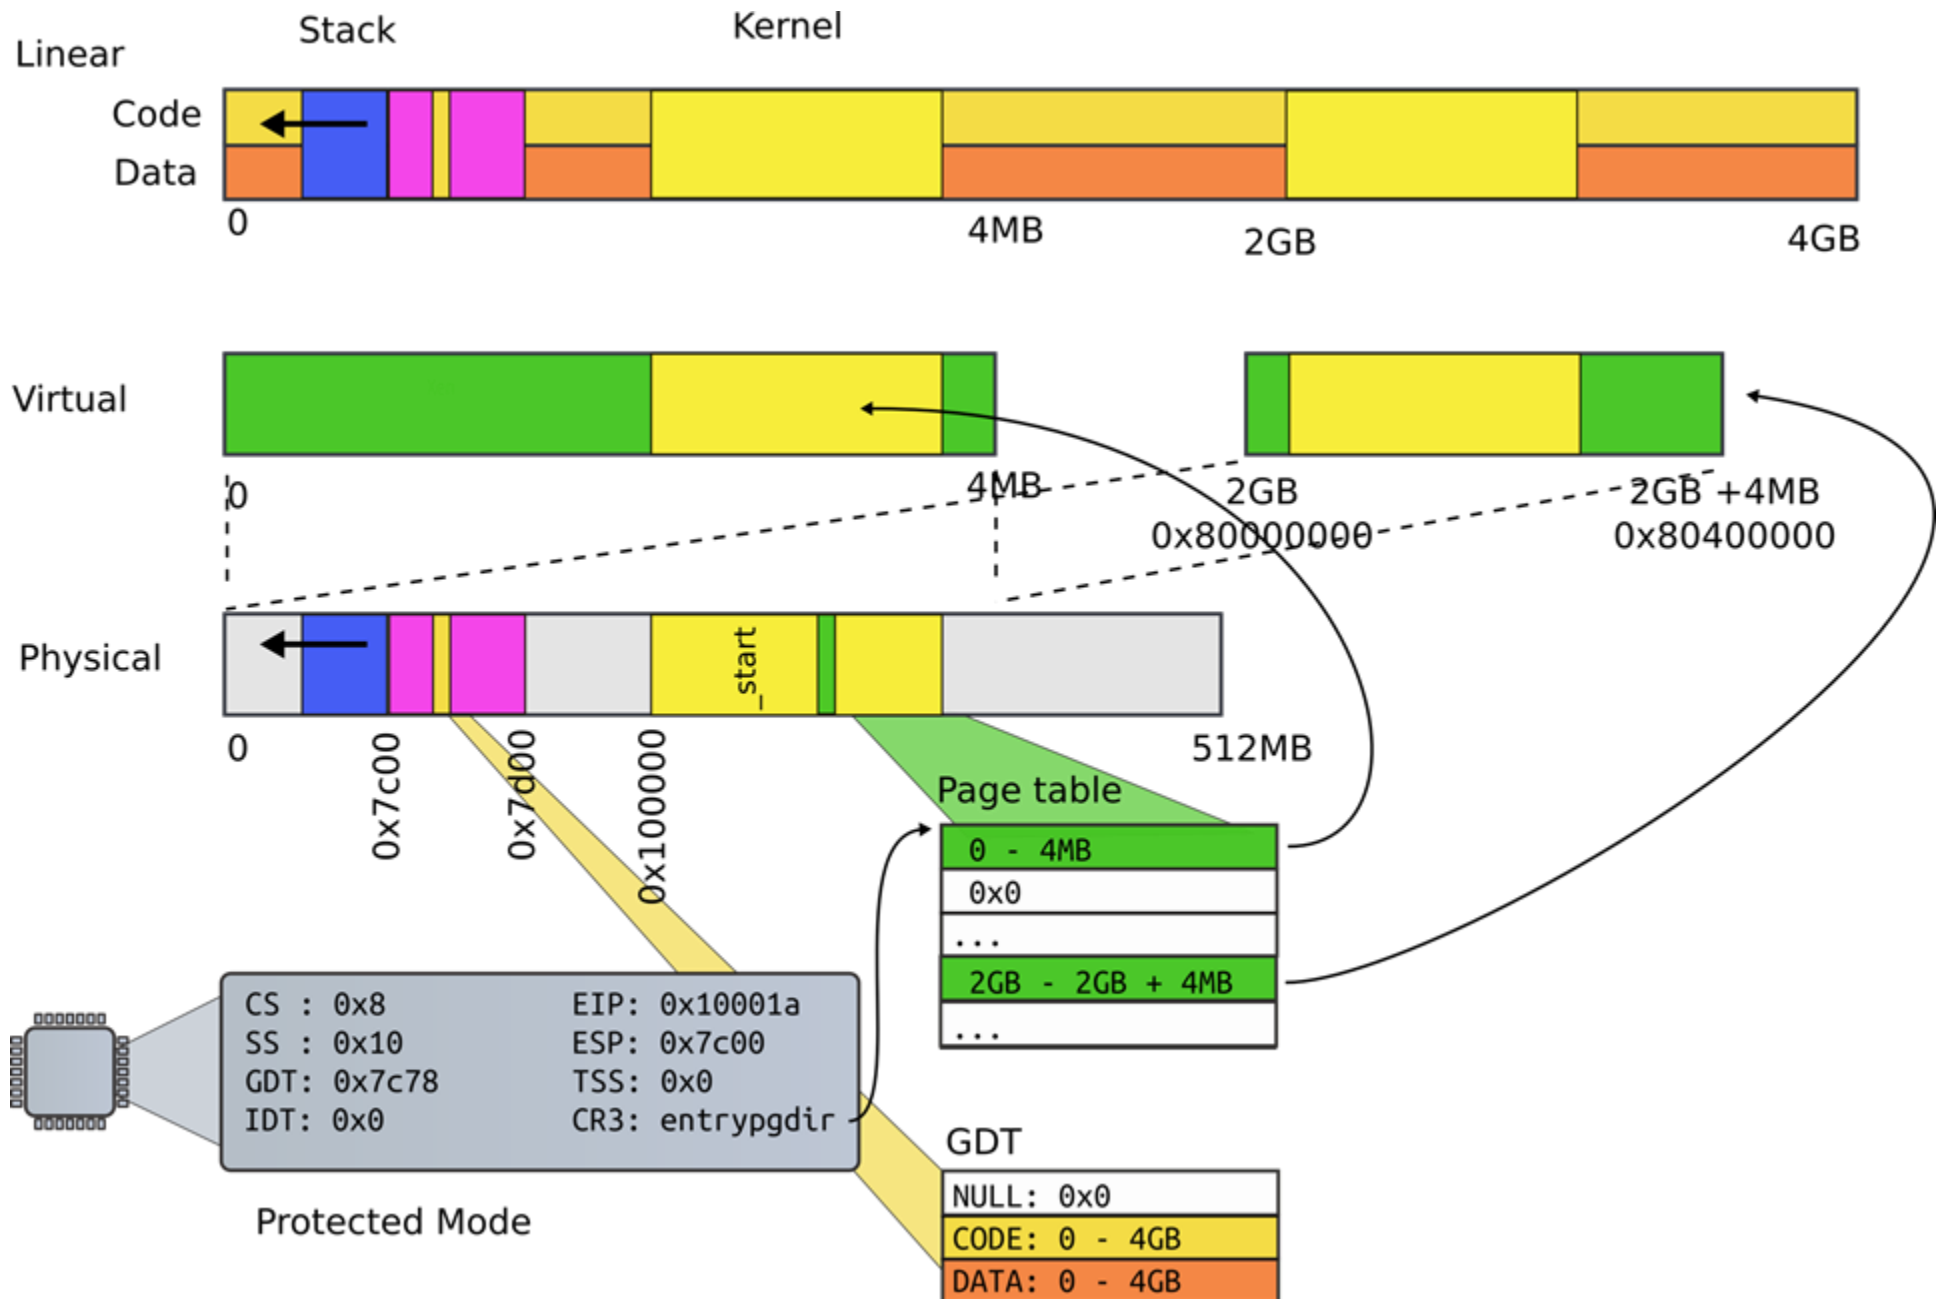 Stack
Kernel
Linear
Code
Data
0
4MB
2GB
4GB
Virtual
0
4MB
2GB
0x80000000
2GB +4MB
0x80400000
Physical
_start
0
0x7c00
0x7d00
0x100000
512MB
Page table
0 - 4MB
0x0
...
2GB - 2GB + 4MB
...
CS : 0x8
EIP: 0x10001a
SS : 0x10
ESP: 0x7c00
GDT: 0x7c78
TSS: 0x0
IDT: 0x0
CR3: entrypgdir
Protected Mode
GDT
NULL: 0x0
CODE: 0 - 4GB
DATA: 0 - 4GB